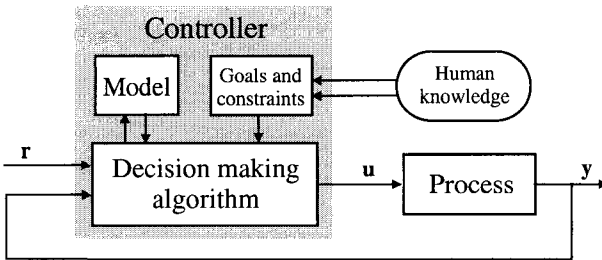 Controller
Model
Goals and
constraints
Human
knowledge
r
Decision making
algorithm
u
Process
y